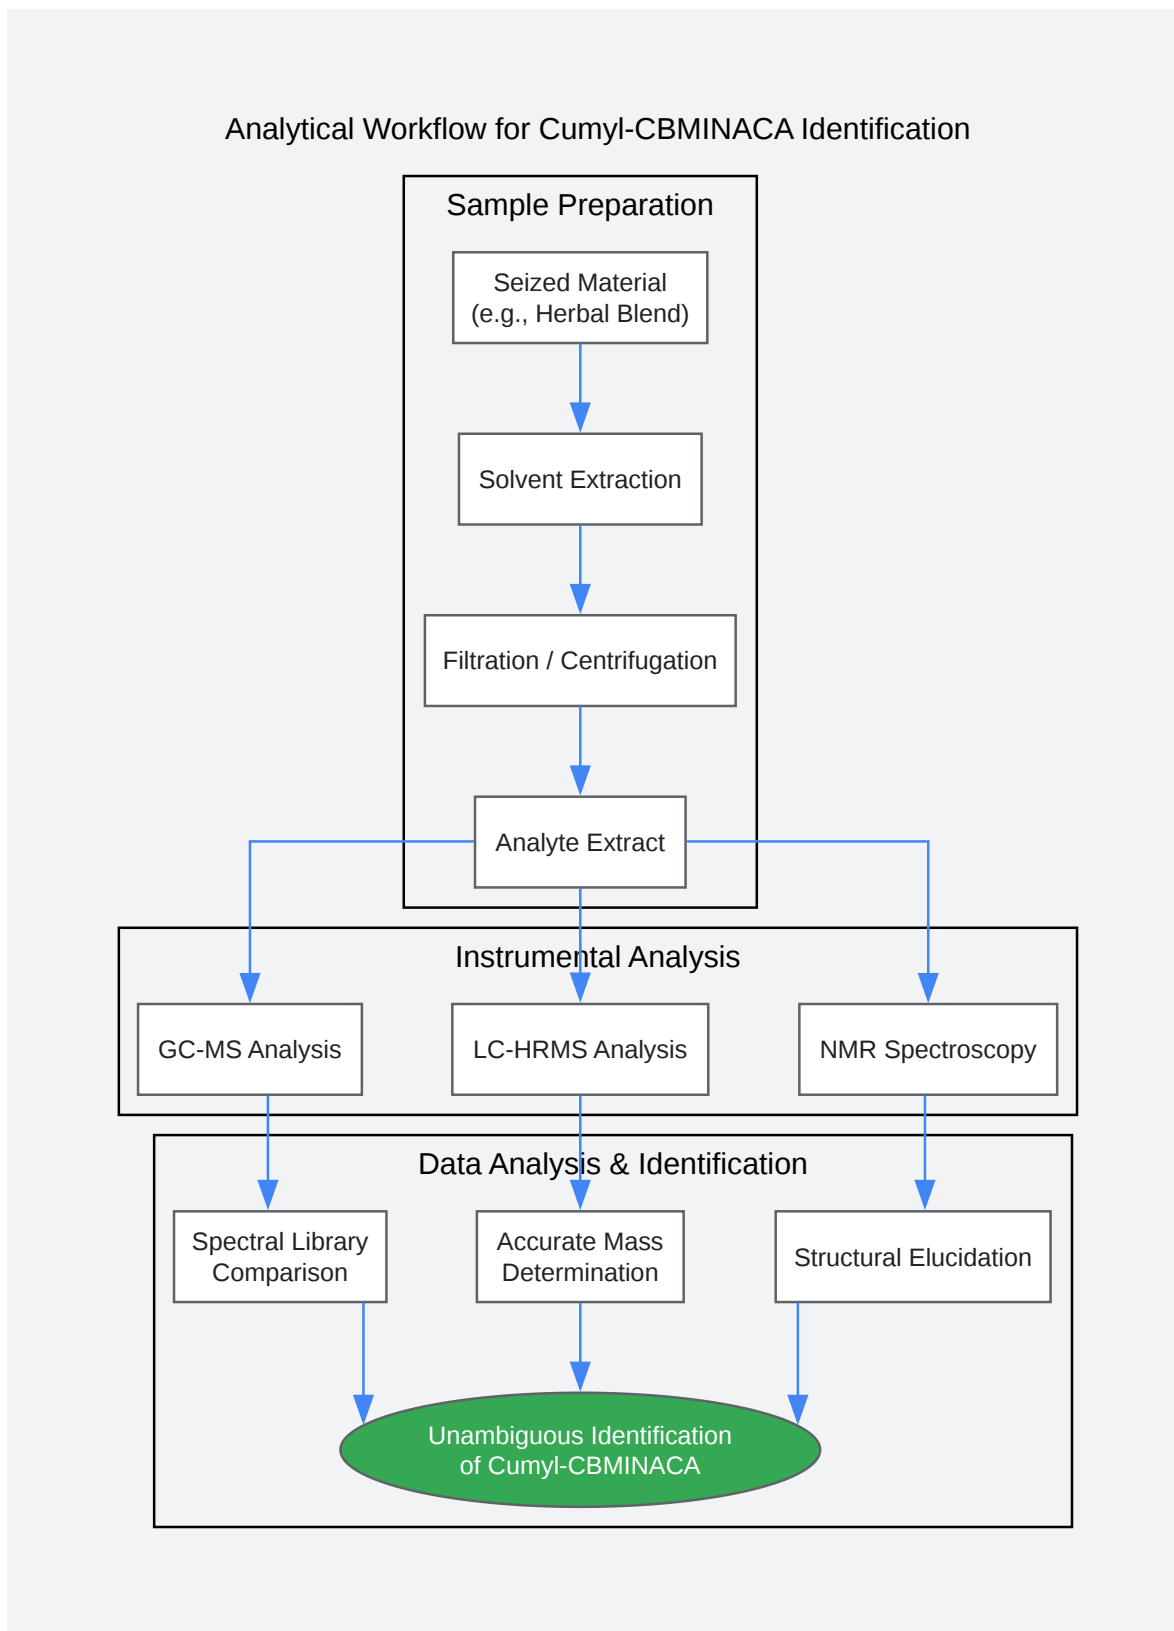 Analytical Workflow for Cumyl-CBMINACA Identification
Sample Preparation
Seized Material
(e.g., Herbal Blend)
Solvent Extraction
Filtration / Centrifugation
Analyte Extract
Instrumental Analysis
GC-MS Analysis
LC-HRMS Analysis
NMR Spectroscopy
Data Analysis & Identification
Spectral Library
Comparison
Accurate Mass
Determination
Structural Elucidation
Unambiguous Identification
of Cumyl-CBMINACA